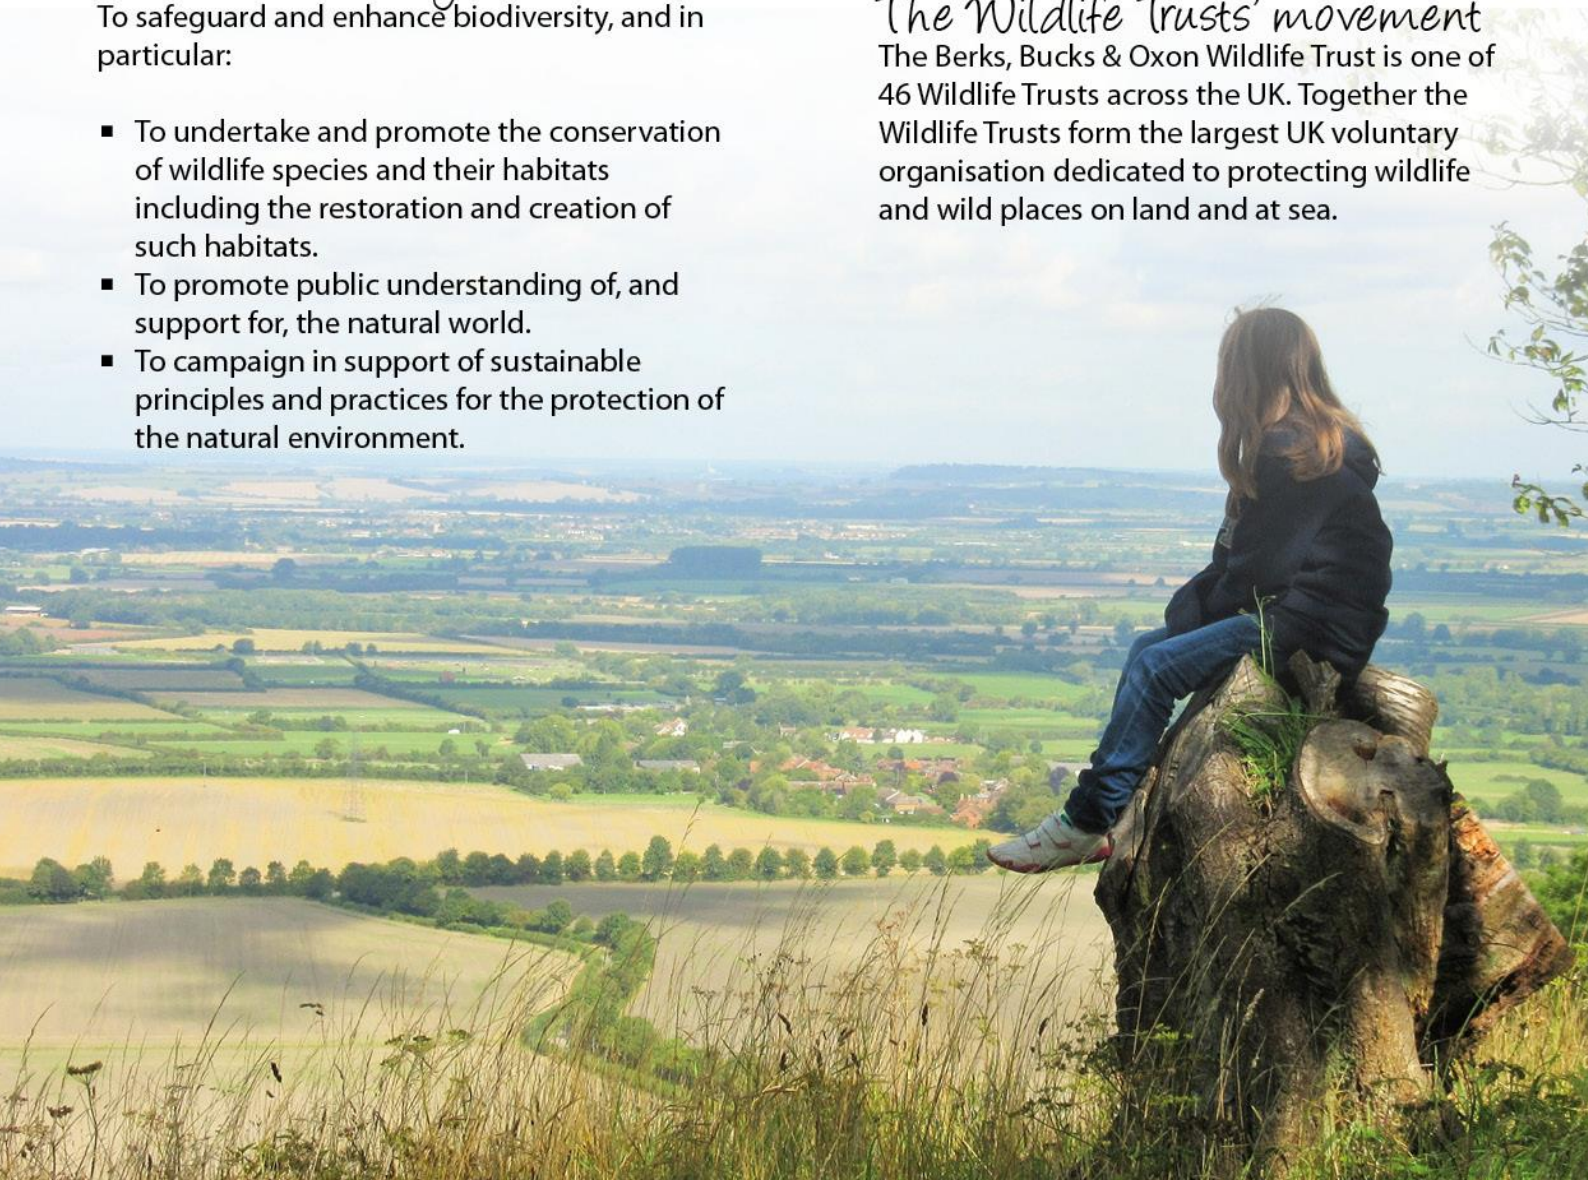 To safeguard and enhance biodiversity, and in
particular:
▪ To undertake and promote the conservation
of wildlife species and their habitats
including the restoration and creation of
such habitats.
▪ To promote public understanding of, and
support for, the natural world.
▪ To campaign in support of sustainable
principles and practices for the protection of
the natural environment.
The Wildlife Trusts' movement
The Berks, Bucks & Oxon Wildlife Trust is one of
46 Wildlife Trusts across the UK. Together the
Wildlife Trusts form the largest UK voluntary
organisation dedicated to protecting wildlife
and wild places on land and at sea.